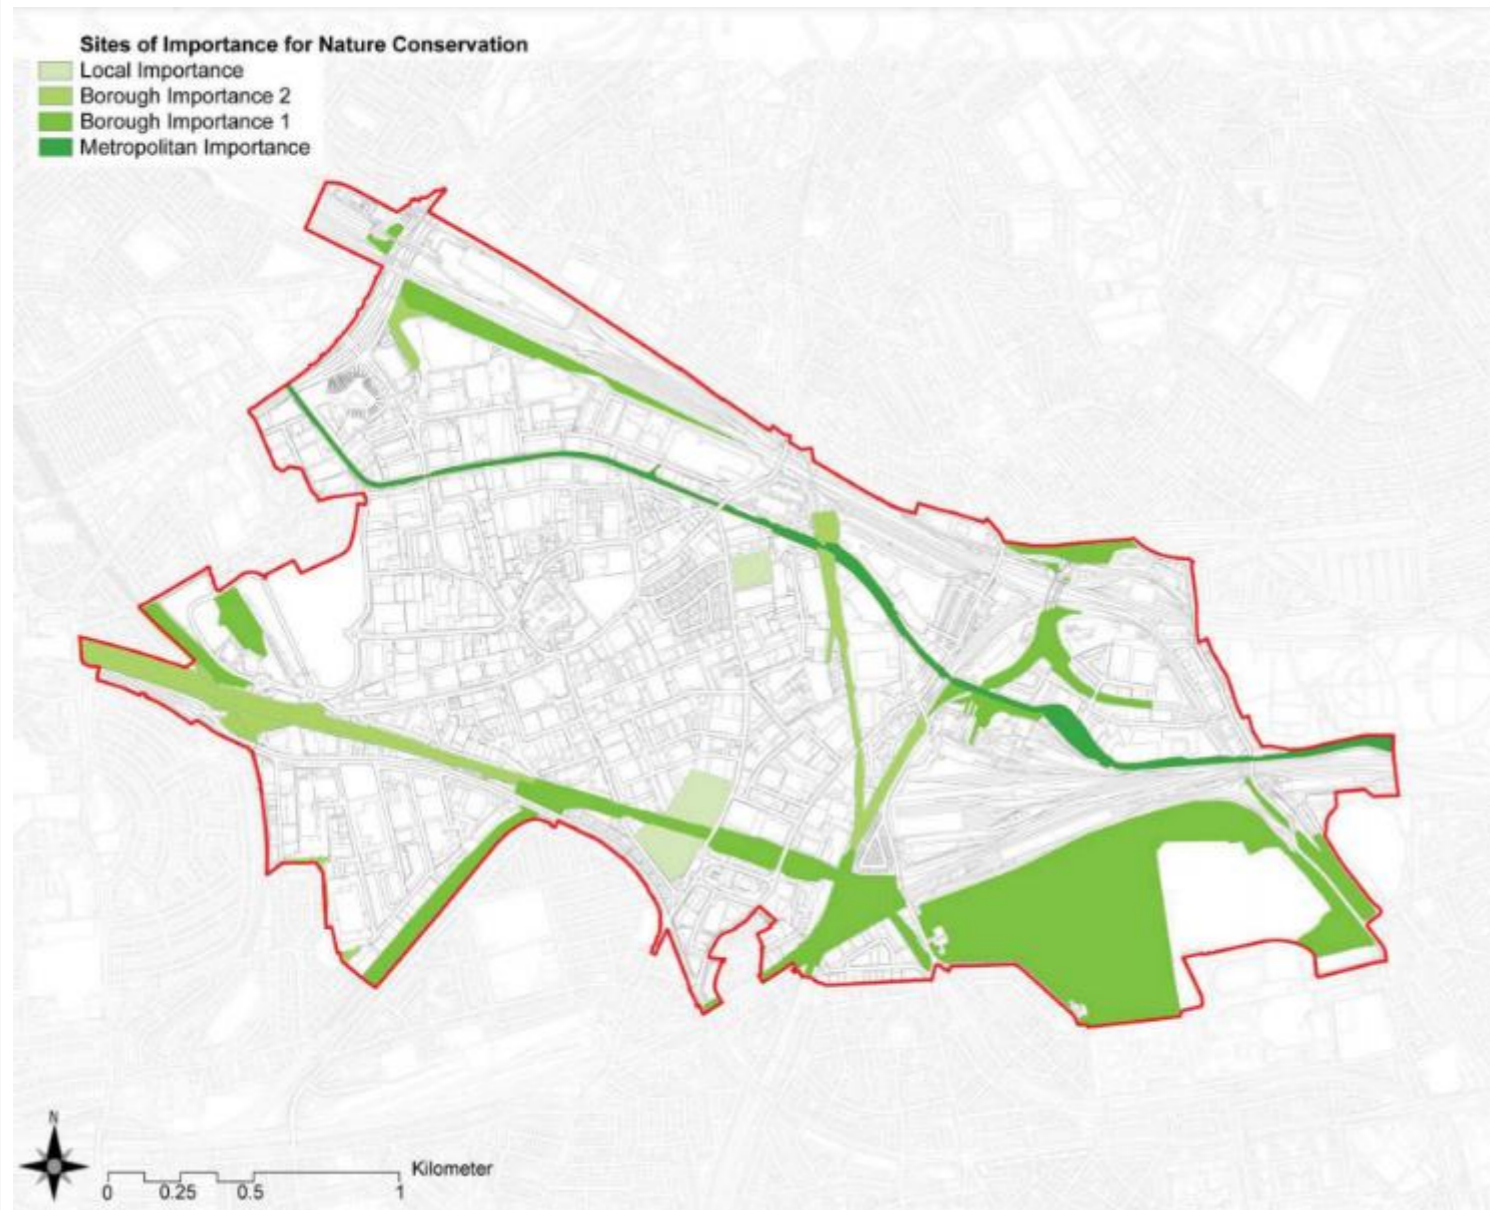 Sites of Importance for Nature Conservation
Local Importance
Borough Importance 2
Borough Importance 1
Metropolitan Importance
N
Kilometer
0 0.25 0.5 1